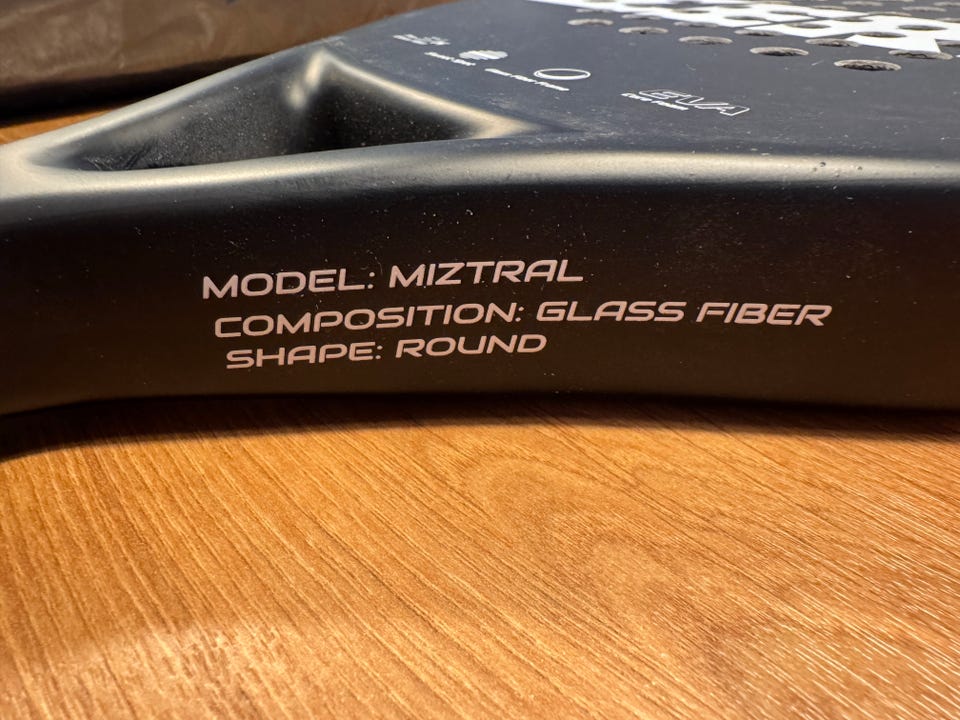 EVA
MODEL: MIZTRAL
COMPOSITION: GLASS FIBER
SHAPE: ROUND